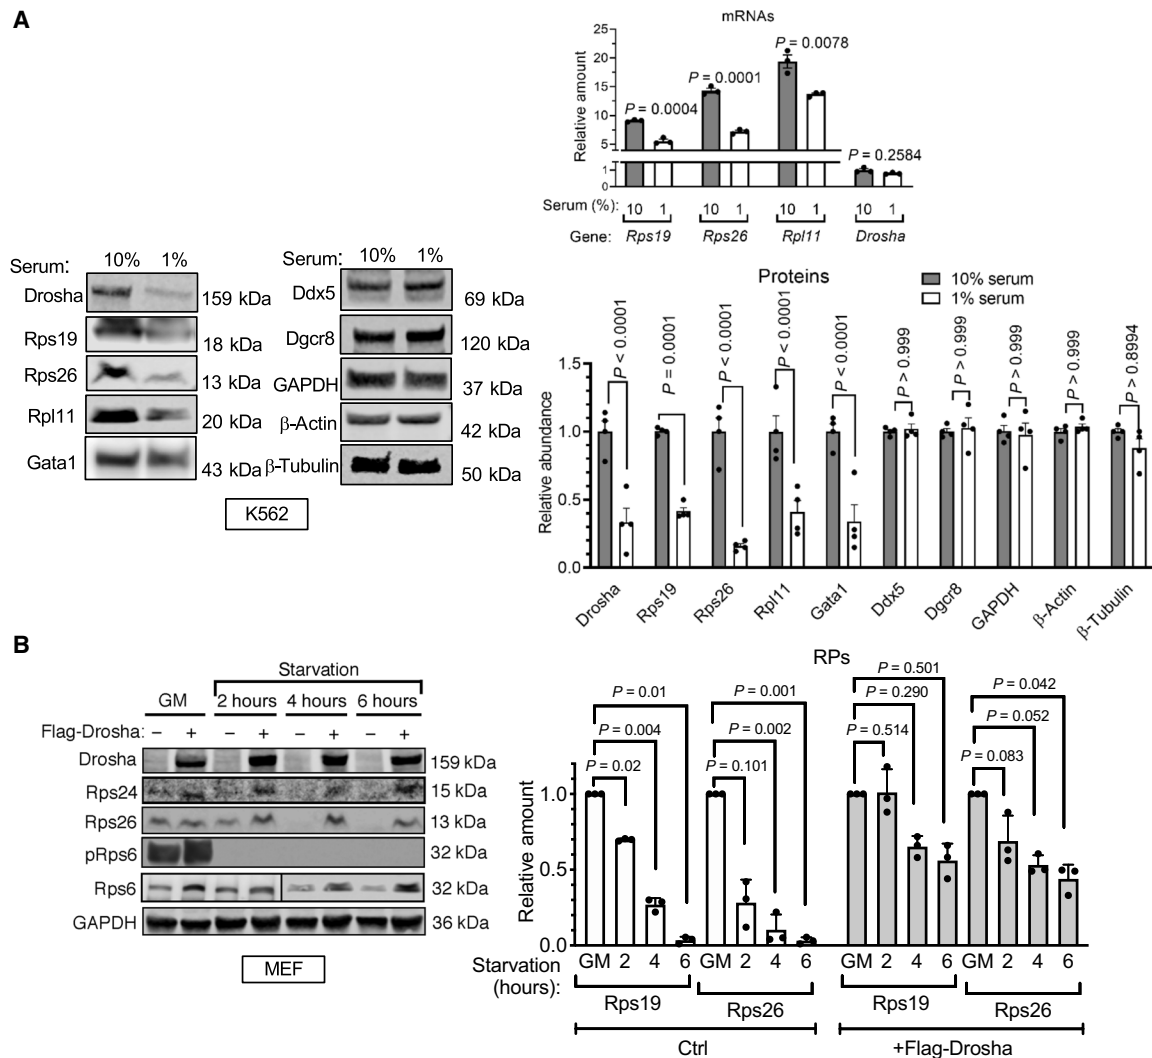 A
mRNAs
Relative amount
25
20
15
10
5
1
0
P = 0.0004
P = 0.0001
P = 0.0078
P = 0.2584
Serum (%): 10 1 10 1 10 1 10 1
Gene: Rps19 Rps26 Rpl11 Drosha
Serum: 10% 1%
Drosha 159 kDa
Rps19 18 kDa
Rps26 13 kDa
Rpl11 20 kDa
Gata1 43 kDa
Serum: 10% 1%
Ddx5 69 kDa
Dgcr8 120 kDa
GAPDH 37 kDa
β-Actin 42 kDa
β-Tubulin 50 kDa
K562
Proteins
10% serum
1% serum
Relative abundance
1.5
1.0
0.5
0.0
P < 0.0001
P = 0.0001
P < 0.0001
P < 0.0001
P < 0.0001
P > 0.999
P > 0.999
P > 0.999
P > 0.999
P > 0.8994
Drosha Rps19 Rps26 Rpl11 Gata1 Ddx5 Dgcr8 GAPDH β-Actin β-Tubulin
B
Starvation
GM 2 hours 4 hours 6 hours
Flag-Drosha: – + – + – + – +
Drosha 159 kDa
Rps24 15 kDa
Rps26 13 kDa
pRps6 32 kDa
Rps6 32 kDa
GAPDH 36 kDa
MEF
RPs
Relative amount
1.0
0.5
0.0
P = 0.01
P = 0.004
P = 0.02
P = 0.001
P = 0.002
P = 0.101
P = 0.501
P = 0.290
P = 0.514
P = 0.042
P = 0.052
P = 0.083
Starvation GM 2 4 6 GM 2 4 6 GM 2 4 6 GM 2 4 6
(hours):
Rps19 Rps26 Rps19 Rps26
Ctrl +Flag-Drosha